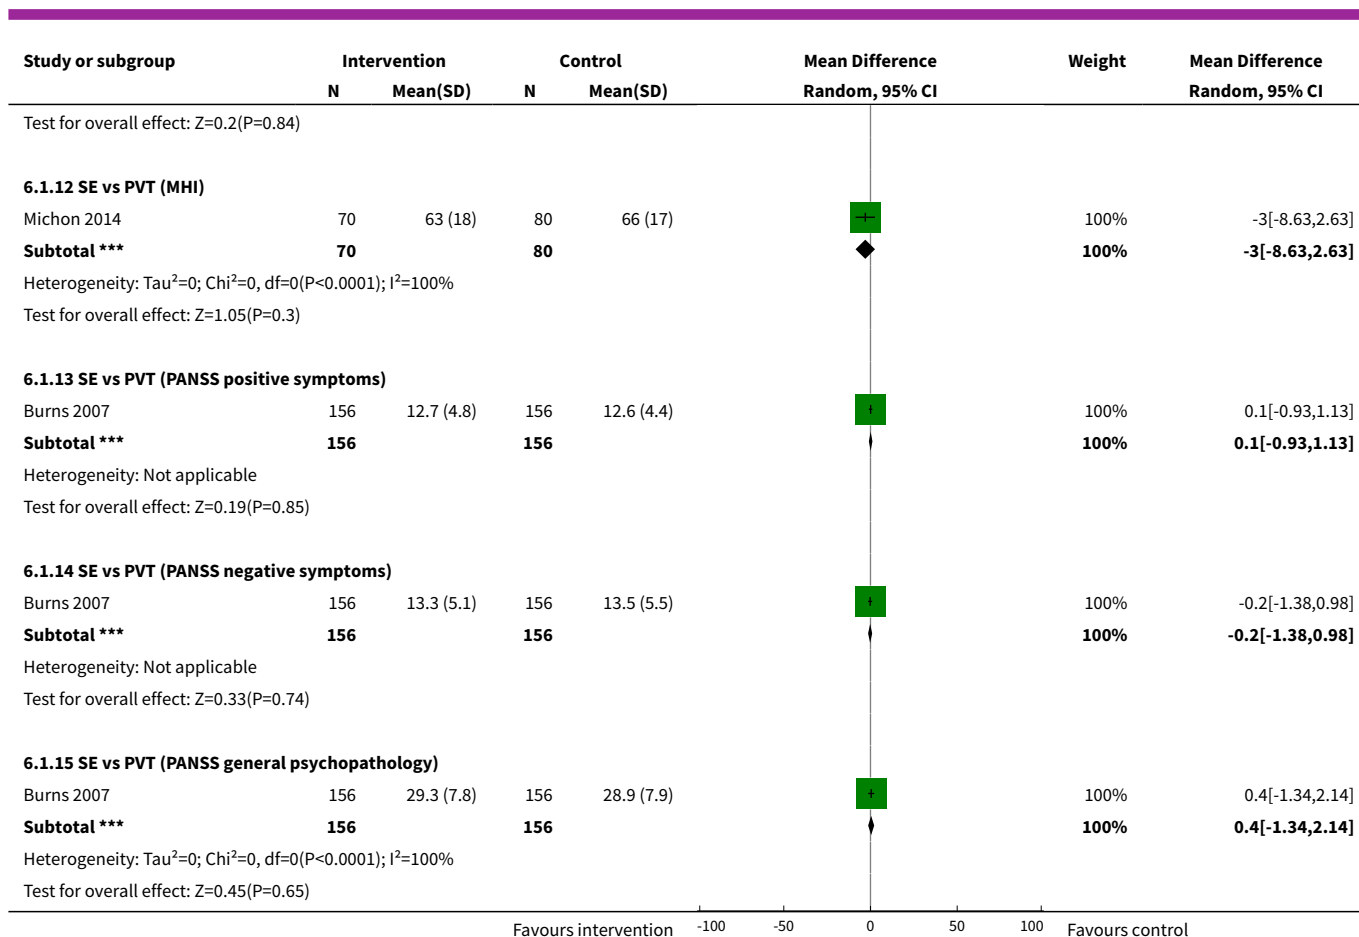 Study or subgroup Intervention Control Mean Difference Weight Mean Difference
N Mean(SD) N Mean(SD) Random, 95% CI Random, 95% CI
Test for overall effect: Z=0.2(P=0.84)
6.1.12 SE vs PVT (MHI)
Michon 2014 70 63 (18) 80 66 (17) 100% -3[-8.63,2.63]
Subtotal *** 70 80 100% -3[-8.63,2.63]
Heterogeneity: Tau²=0; Chi²=0, df=0(P<0.0001); I²=100%
Test for overall effect: Z=1.05(P=0.3)
6.1.13 SE vs PVT (PANSS positive symptoms)
Burns 2007 156 12.7 (4.8) 156 12.6 (4.4) 100% 0.1[-0.93,1.13]
Subtotal *** 156 156 100% 0.1[-0.93,1.13]
Heterogeneity: Not applicable
Test for overall effect: Z=0.19(P=0.85)
6.1.14 SE vs PVT (PANSS negative symptoms)
Burns 2007 156 13.3 (5.1) 156 13.5 (5.5) 100% -0.2[-1.38,0.98]
Subtotal *** 156 156 100% -0.2[-1.38,0.98]
Heterogeneity: Not applicable
Test for overall effect: Z=0.33(P=0.74)
6.1.15 SE vs PVT (PANSS general psychopathology)
Burns 2007 156 29.3 (7.8) 156 28.9 (7.9) 100% 0.4[-1.34,2.14]
Subtotal *** 156 156 100% 0.4[-1.34,2.14]
Heterogeneity: Tau²=0; Chi²=0, df=0(P<0.0001); I²=100%
Test for overall effect: Z=0.45(P=0.65)
Favours intervention -100 -50 0 50 100 Favours control